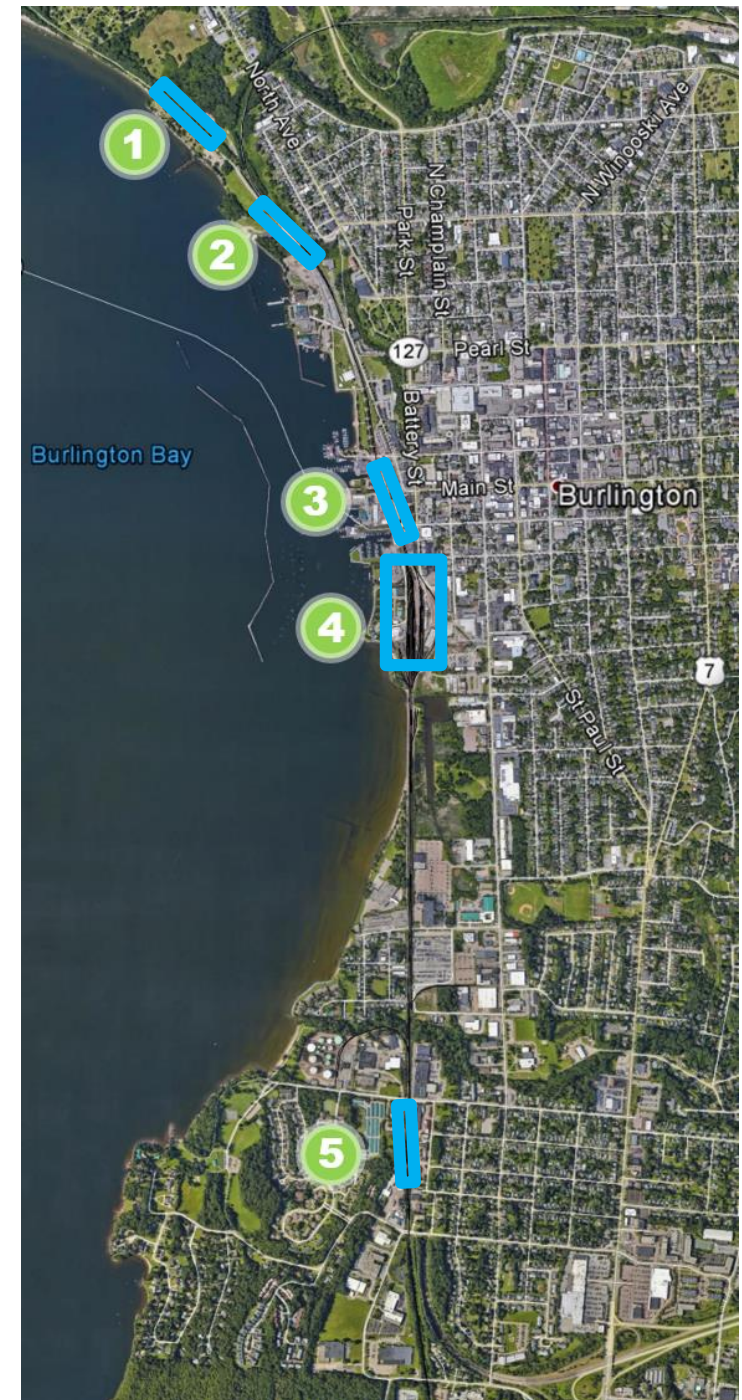 North Ave
1
N Winooski Ave
N Champlain St
Park St
2
127
Pearl St
Battery St
Burlington Bay
Main St
Burlington
3
4
7
St Paul St
5